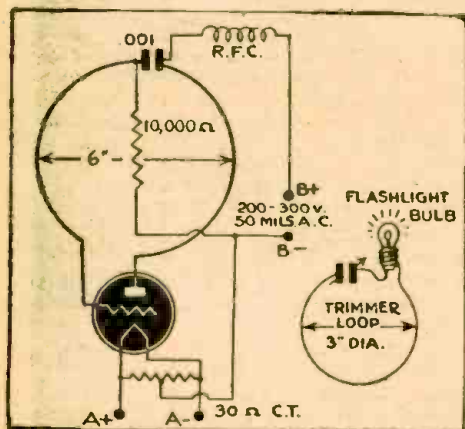 .001
R.F.C.
10,000 Ω
6"
B+
200-300 v.
50 MILS. A.C.
B-
FLASHLIGHT
BULB
TRIMMER
LOOP
3" DIA.
A+
A-
30 Ω C.T.